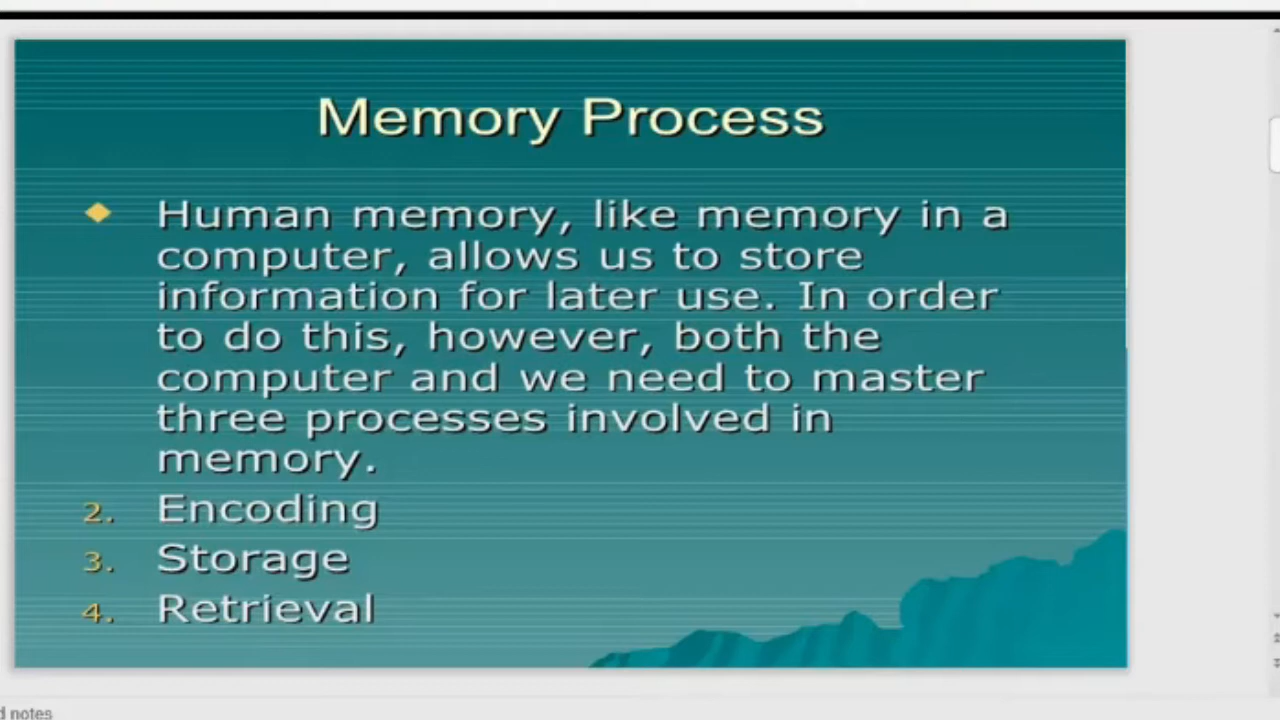 Memory Process
Human memory, like memory in a
computer, allows us to store
information for later use. In order
to do this, however, both the
computer and we need to master
three processes involved in
memory.
2. Encoding
3. Storage
4. Retrieval
notes